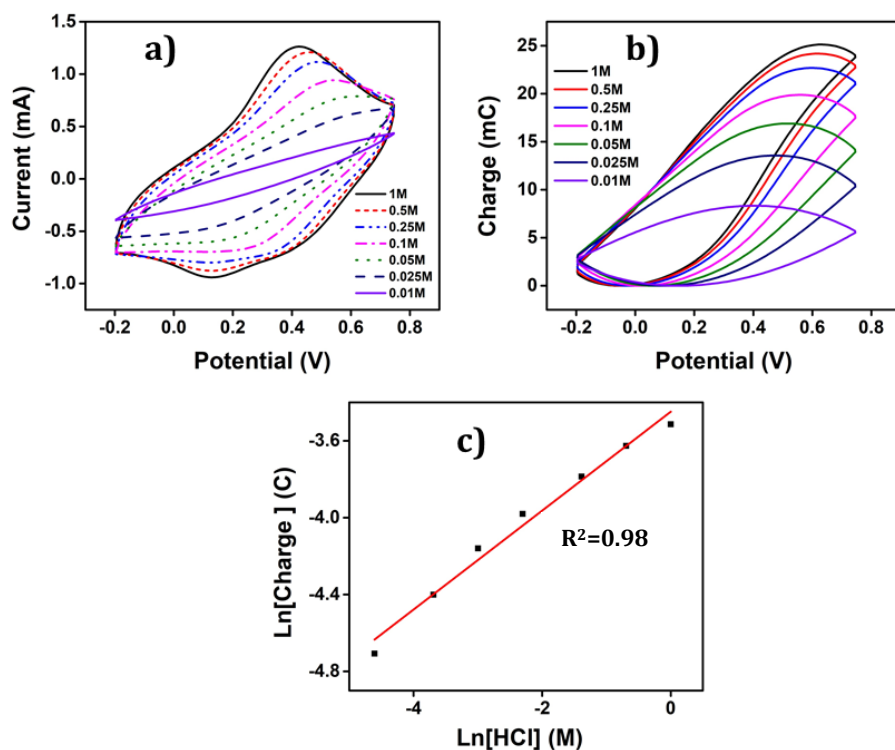 a)
Current (mA)
1.5
1.0
0.5
0.0
-0.5
-1.0
1M
0.5M
0.25M
0.1M
0.05M
0.025M
0.01M
-0.2 0.0 0.2 0.4 0.6 0.8
Potential (V)
b)
Charge (mC)
25
20
15
10
5
0
1M
0.5M
0.25M
0.1M
0.05M
0.025M
0.01M
-0.2 0.0 0.2 0.4 0.6 0.8
Potential (V)
c)
Ln[Charge ] (C)
-3.6
-4.0
-4.4
-4.8
R²=0.98
-4 -2 0
Ln[HCl] (M)